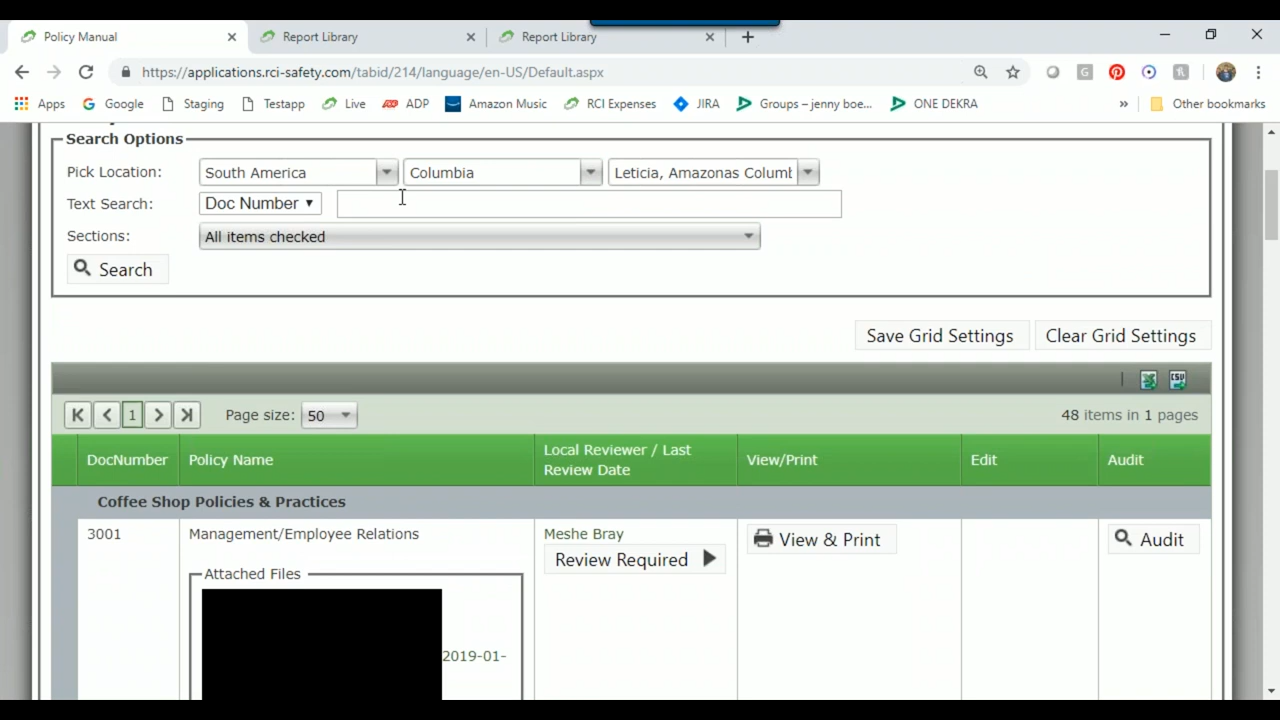 Policy Manual
Report Library
Report Library
https://applications.rci-safety.com/tabid/214/language/en-US/Default.aspx
Apps Google Staging Testapp Live ADP Amazon Music RCI Expenses JIRA Groups – jenny boe... ONE DEKRA » Other bookmarks
Search Options
Pick Location: South America Columbia Leticia, Amazonas Columb
Text Search: Doc Number
Sections: All items checked
Search
Save Grid Settings Clear Grid Settings
CSV
1 Page size: 50 48 items in 1 pages
DocNumber Policy Name Local Reviewer / Last Review Date View/Print Edit Audit
Coffee Shop Policies & Practices
3001 Management/Employee Relations Meshe Bray View & Print Audit
Review Required
Attached Files
2019-01-